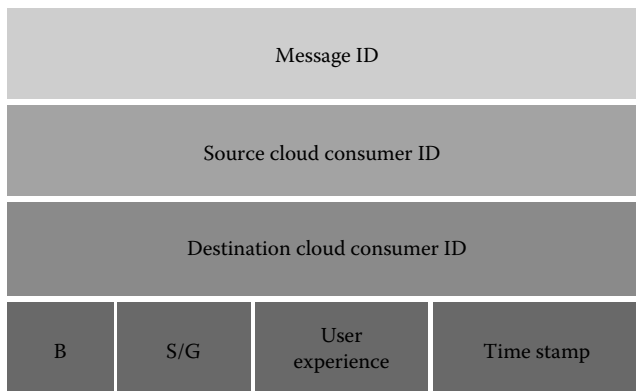 Message ID
Source cloud consumer ID
Destination cloud consumer ID
B
S/G
User
experience
Time stamp